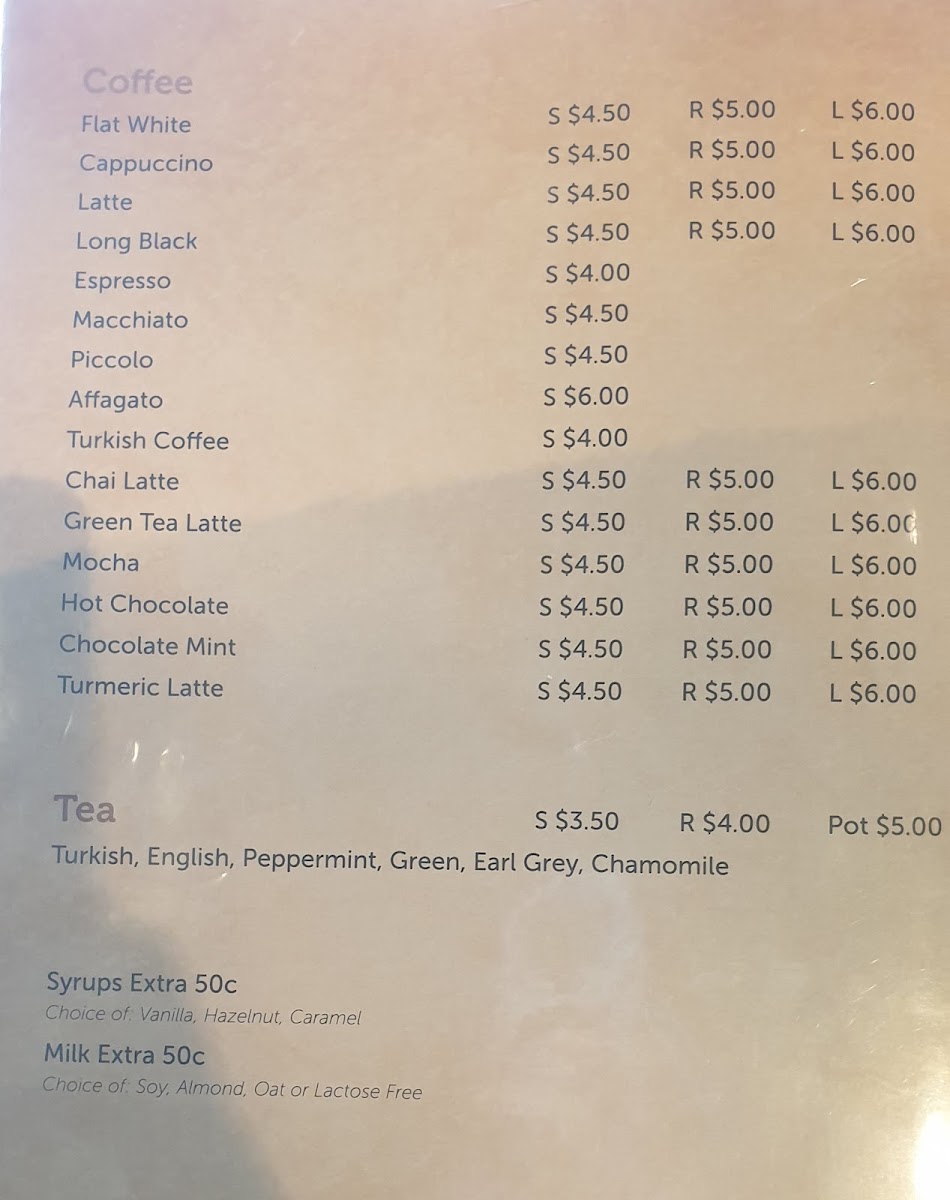 Coffee
Flat White S $4.50 R $5.00 L $6.00
Cappuccino S $4.50 R $5.00 L $6.00
Latte S $4.50 R $5.00 L $6.00
Long Black S $4.50 R $5.00 L $6.00
Espresso S $4.00
Macchiato S $4.50
Piccolo S $4.50
Affagato S $6.00
Turkish Coffee S $4.00
Chai Latte S $4.50 R $5.00 L $6.00
Green Tea Latte S $4.50 R $5.00 L $6.00
Mocha S $4.50 R $5.00 L $6.00
Hot Chocolate S $4.50 R $5.00 L $6.00
Chocolate Mint S $4.50 R $5.00 L $6.00
Turmeric Latte S $4.50 R $5.00 L $6.00
Tea S $3.50 R $4.00 Pot $5.00
Turkish, English, Peppermint, Green, Earl Grey, Chamomile
Syrups Extra 50c
Choice of: Vanilla, Hazelnut, Caramel
Milk Extra 50c
Choice of: Soy, Almond, Oat or Lactose Free